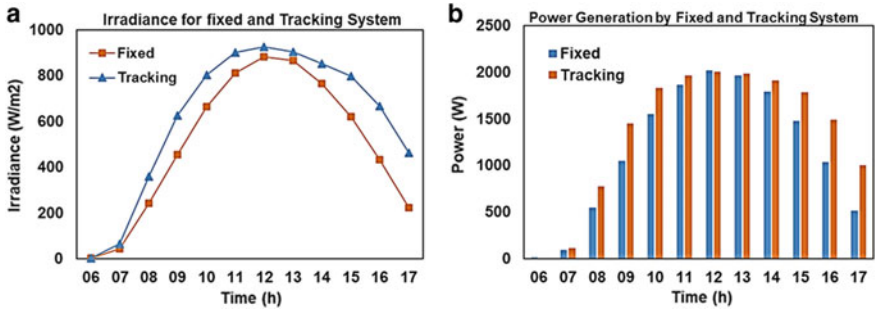 a
Irradiance for fixed and Tracking System
1000
800
600
400
200
0
Irradiance (W/m2)
Fixed
Tracking
06 07 08 09 10 11 12 13 14 15 16 17
Time (h)
b
Power Generation by Fixed and Tracking System
2500
2000
1500
1000
500
0
Power (W)
Fixed
Tracking
06 07 08 09 10 11 12 13 14 15 16 17
Time (h)